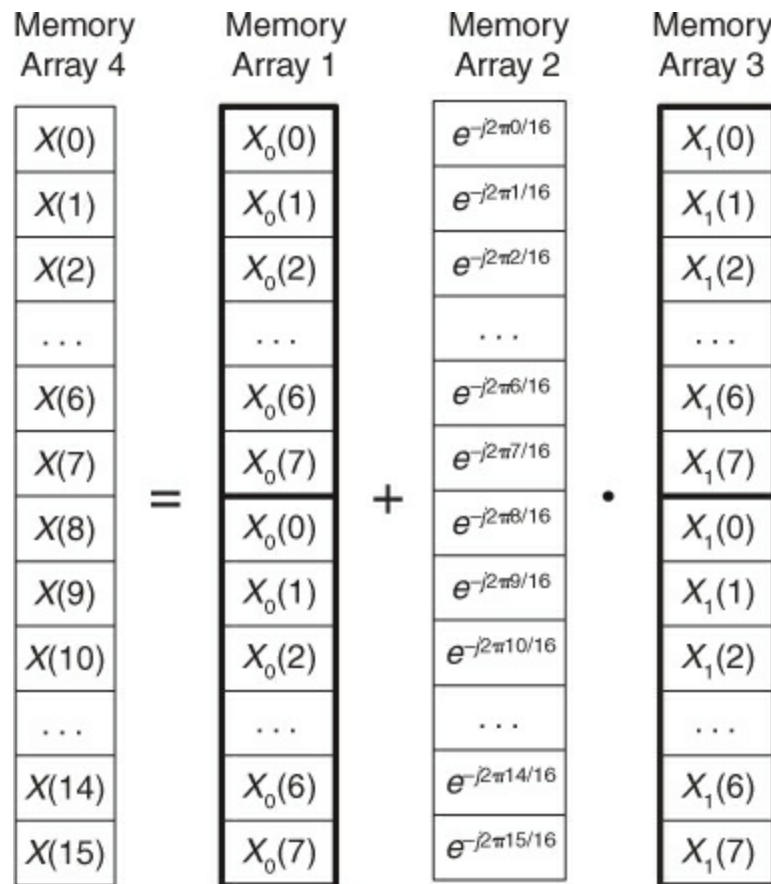 Memory Array 4 Memory Array 1 Memory Array 2 Memory Array 3
X(0) X₀(0) e^{-j2π0/16} X₁(0)
X(1) X₀(1) e^{-j2π1/16} X₁(1)
X(2) X₀(2) e^{-j2π2/16} X₁(2)
... ... ... ...
X(6) X₀(6) e^{-j2π6/16} X₁(6)
X(7) X₀(7) e^{-j2π7/16} X₁(7)
= + •
X(8) X₀(0) e^{-j2π8/16} X₁(0)
X(9) X₀(1) e^{-j2π9/16} X₁(1)
X(10) X₀(2) e^{-j2π10/16} X₁(2)
... ... ... ...
X(14) X₀(6) e^{-j2π14/16} X₁(6)
X(15) X₀(7) e^{-j2π15/16} X₁(7)